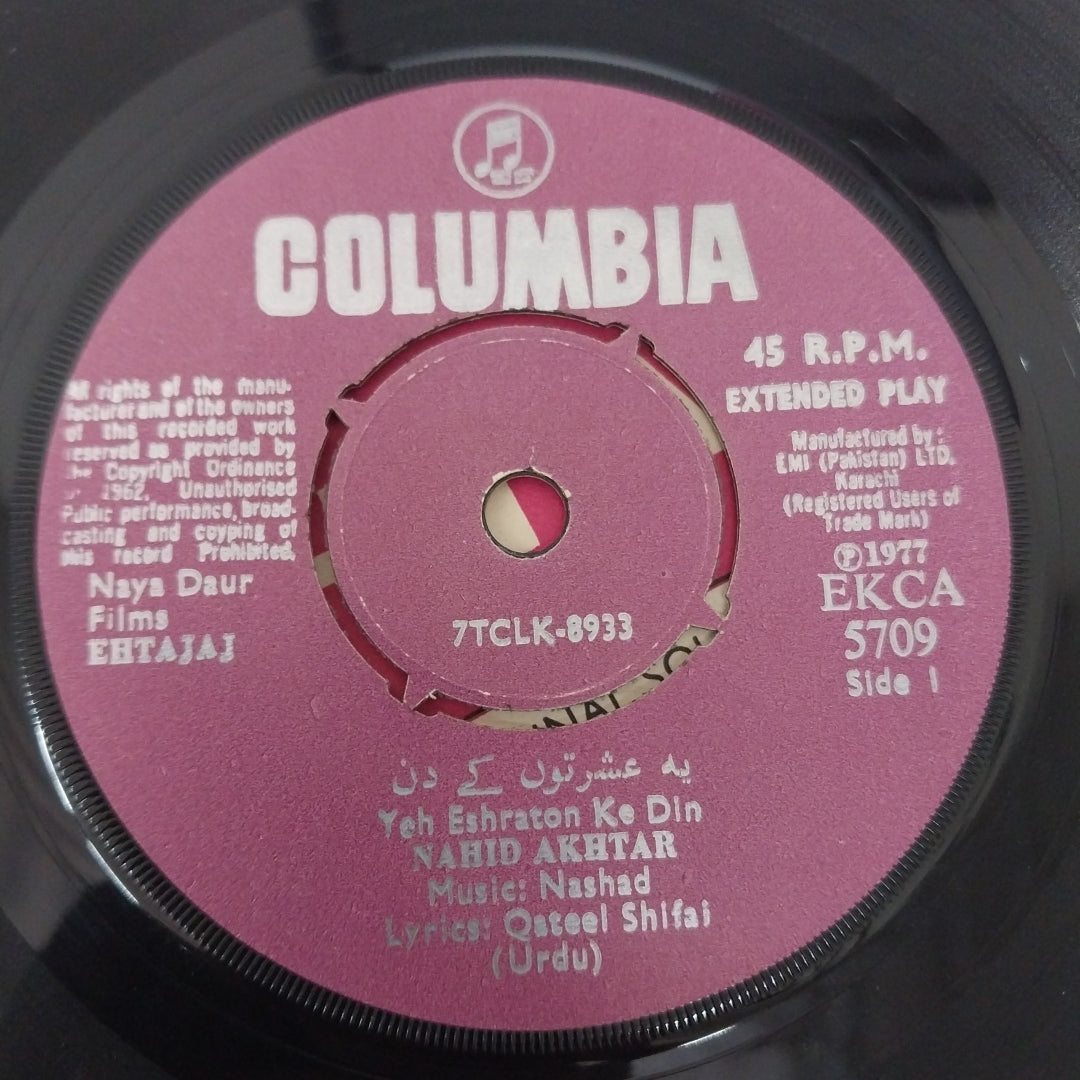 COLUMBIA
45 R.P.M.
EXTENDED PLAY
All rights of the manu-
facturer and of the owners
of this recorded work
reserved as provided by
the Copyright Ordinance
of 1962, Unauthorised
Public performance, broad-
casting and coyping of
this record Prohibited.
Naya Daur
Films
EHTAJAJ
Manufactured by:
EMI (Pakistan) LTD.
Karachi
(Registered Users of
Trade Mark)
Ⓟ1977
EKCA
5709
Side 1
7TCLK-8933
یہ عشرتوں کے دن
Yeh Eshraton Ke Din
NAHID AKHTAR
Music: Nashad
Lyrics: Qateel Shifai
(Urdu)